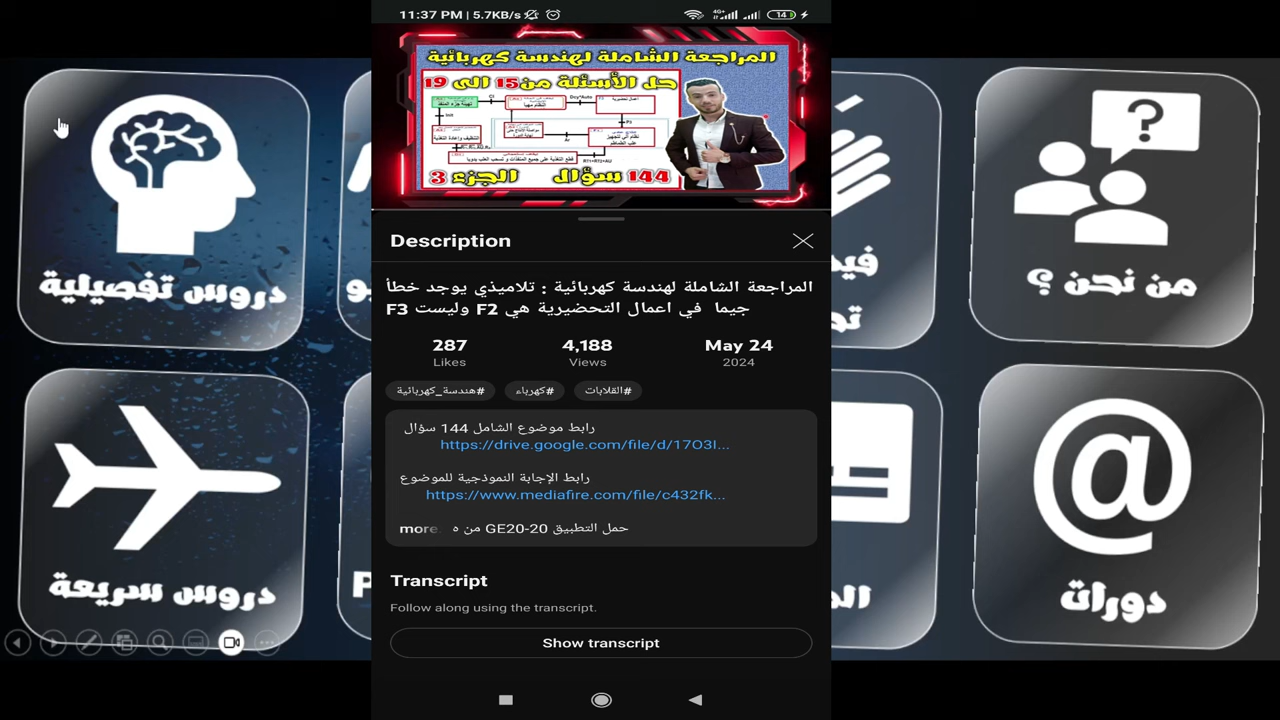 11:37 PM | 5.7KB/s
4G+
14
المراجعة الشاملة لهندسة كهربائية
حل الأسئلة من 15 الى 19
144 سؤال الجزء 3
Description
المراجعة الشاملة لهندسة كهربائية : تلاميذي يوجد خطأ
جيما في اعمال التحضيرية هي F2 وليست F3
287
Likes
4,188
Views
May 24
2024
#هندسة_كهربائية
#كهرباء
#القلابات
رابط موضوع الشامل 144 سؤال
https://drive.google.com/file/d/17O3I...
رابط الإجابة النموذجية للموضوع
https://www.mediafire.com/file/c432fk...
حمل التطبيق GE20-20 من ه
more
Transcript
Follow along using the transcript.
Show transcript
دروس تفصيلية
من نحن ؟
دروس سريعة
دورات